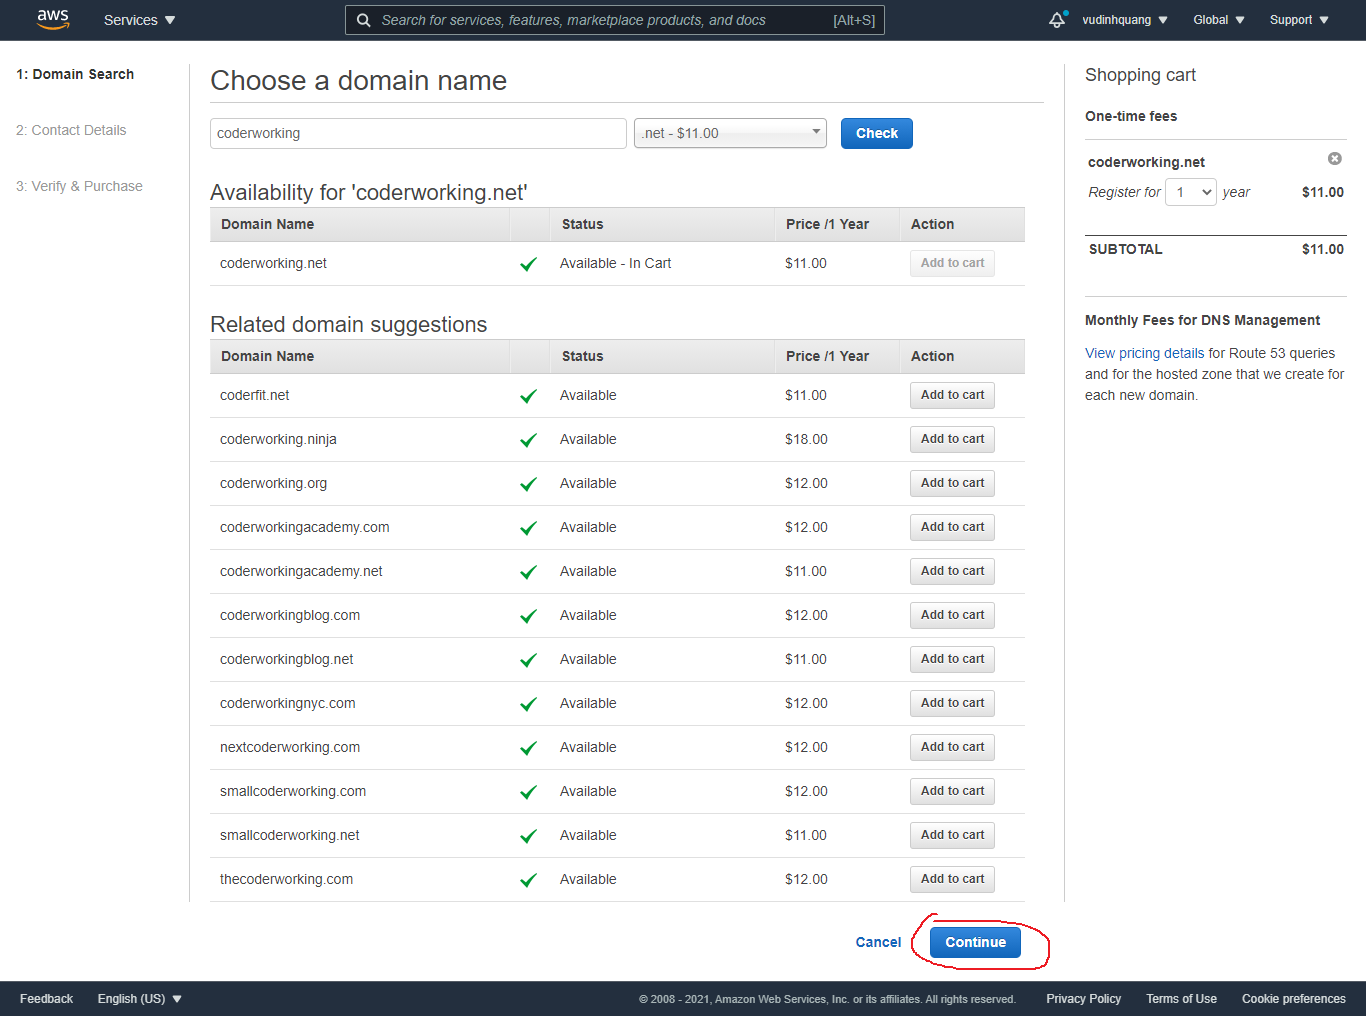 aws
Services
Search for services, features, marketplace products, and docs [Alt+S]
vudinhquang
Global
Support
1: Domain Search
2: Contact Details
3: Verify & Purchase
Choose a domain name
coderworking
.net - $11.00
Check
Availability for 'coderworking.net'
Domain Name Status Price /1 Year Action
coderworking.net Available - In Cart $11.00 Add to cart
Related domain suggestions
Domain Name Status Price /1 Year Action
coderfit.net Available $11.00 Add to cart
coderworking.ninja Available $18.00 Add to cart
coderworking.org Available $12.00 Add to cart
coderworkingacademy.com Available $12.00 Add to cart
coderworkingacademy.net Available $11.00 Add to cart
coderworkingblog.com Available $12.00 Add to cart
coderworkingblog.net Available $11.00 Add to cart
coderworkingnyc.com Available $12.00 Add to cart
nextcoderworking.com Available $12.00 Add to cart
smallcoderworking.com Available $12.00 Add to cart
smallcoderworking.net Available $11.00 Add to cart
thecoderworking.com Available $12.00 Add to cart
Cancel
Continue
Shopping cart
One-time fees
coderworking.net
Register for 1 year $11.00
SUBTOTAL $11.00
Monthly Fees for DNS Management
View pricing details for Route 53 queries
and for the hosted zone that we create for
each new domain.
Feedback
English (US)
© 2008 - 2021, Amazon Web Services, Inc. or its affiliates. All rights reserved.
Privacy Policy
Terms of Use
Cookie preferences